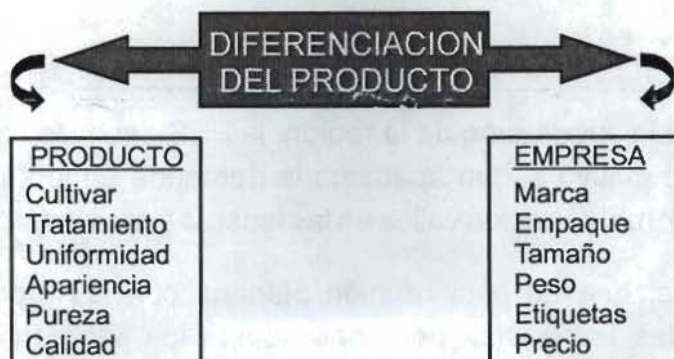 DIFERENCIACION
DEL PRODUCTO
PRODUCTO
Cultivar
Tratamiento
Uniformidad
Apariencia
Pureza
Calidad
EMPRESA
Marca
Empaque
Tamaño
Peso
Etiquetas
Precio